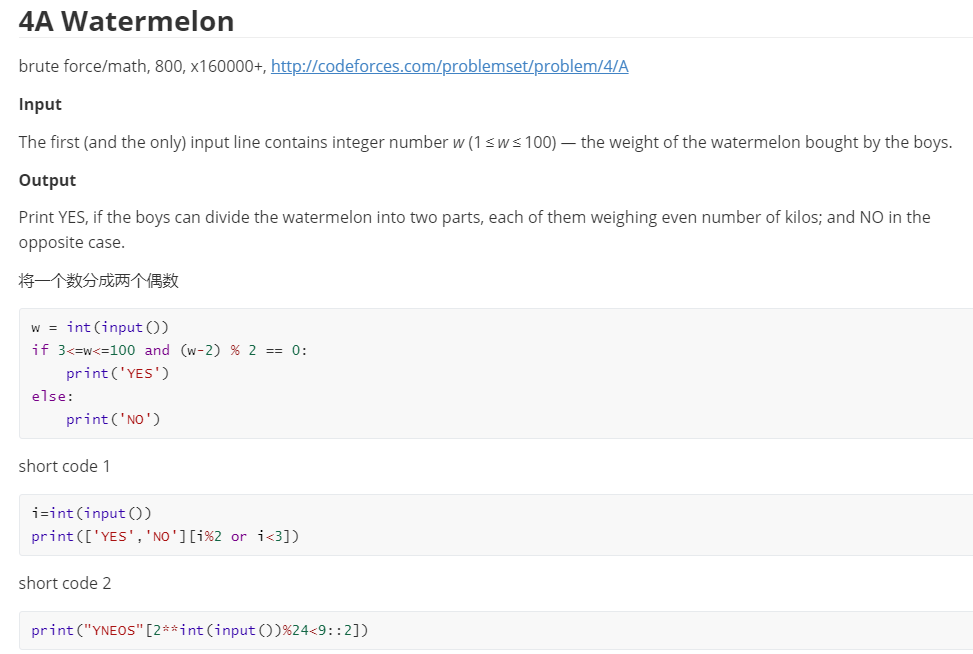 4A Watermelon
brute force/math, 800, x160000+, http://codeforces.com/problemset/problem/4/A
Input
The first (and the only) input line contains integer number w (1 ≤ w ≤ 100) — the weight of the watermelon bought by the boys.
Output
Print YES, if the boys can divide the watermelon into two parts, each of them weighing even number of kilos; and NO in the
opposite case.
将一个数分成两个偶数
w = int(input())
if 3<=w<=100 and (w-2) % 2 == 0:
    print('YES')
else:
    print('NO')
short code 1
i=int(input())
print(['YES','NO'][i%2 or i<3])
short code 2
print("YNEOS"[2**int(input())%24<9::2])